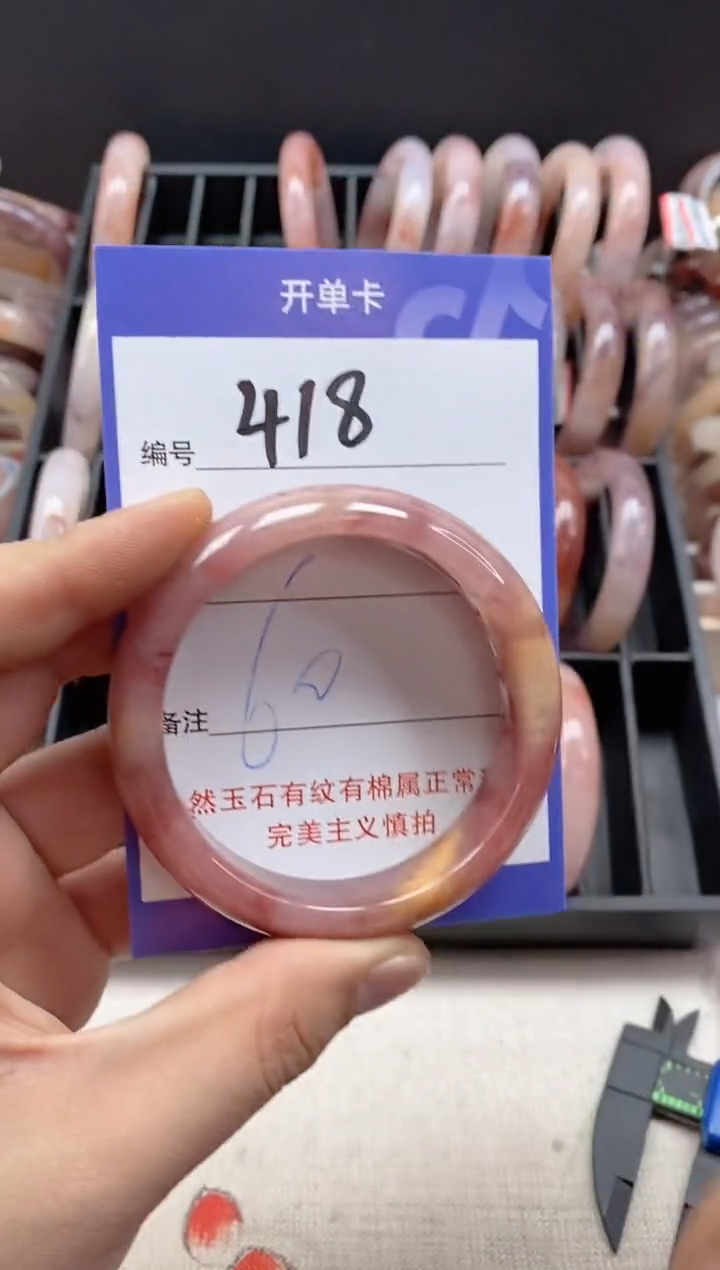 开单卡
418
编号
60
备注
然玉石有纹有棉属正常
完美主义慎拍